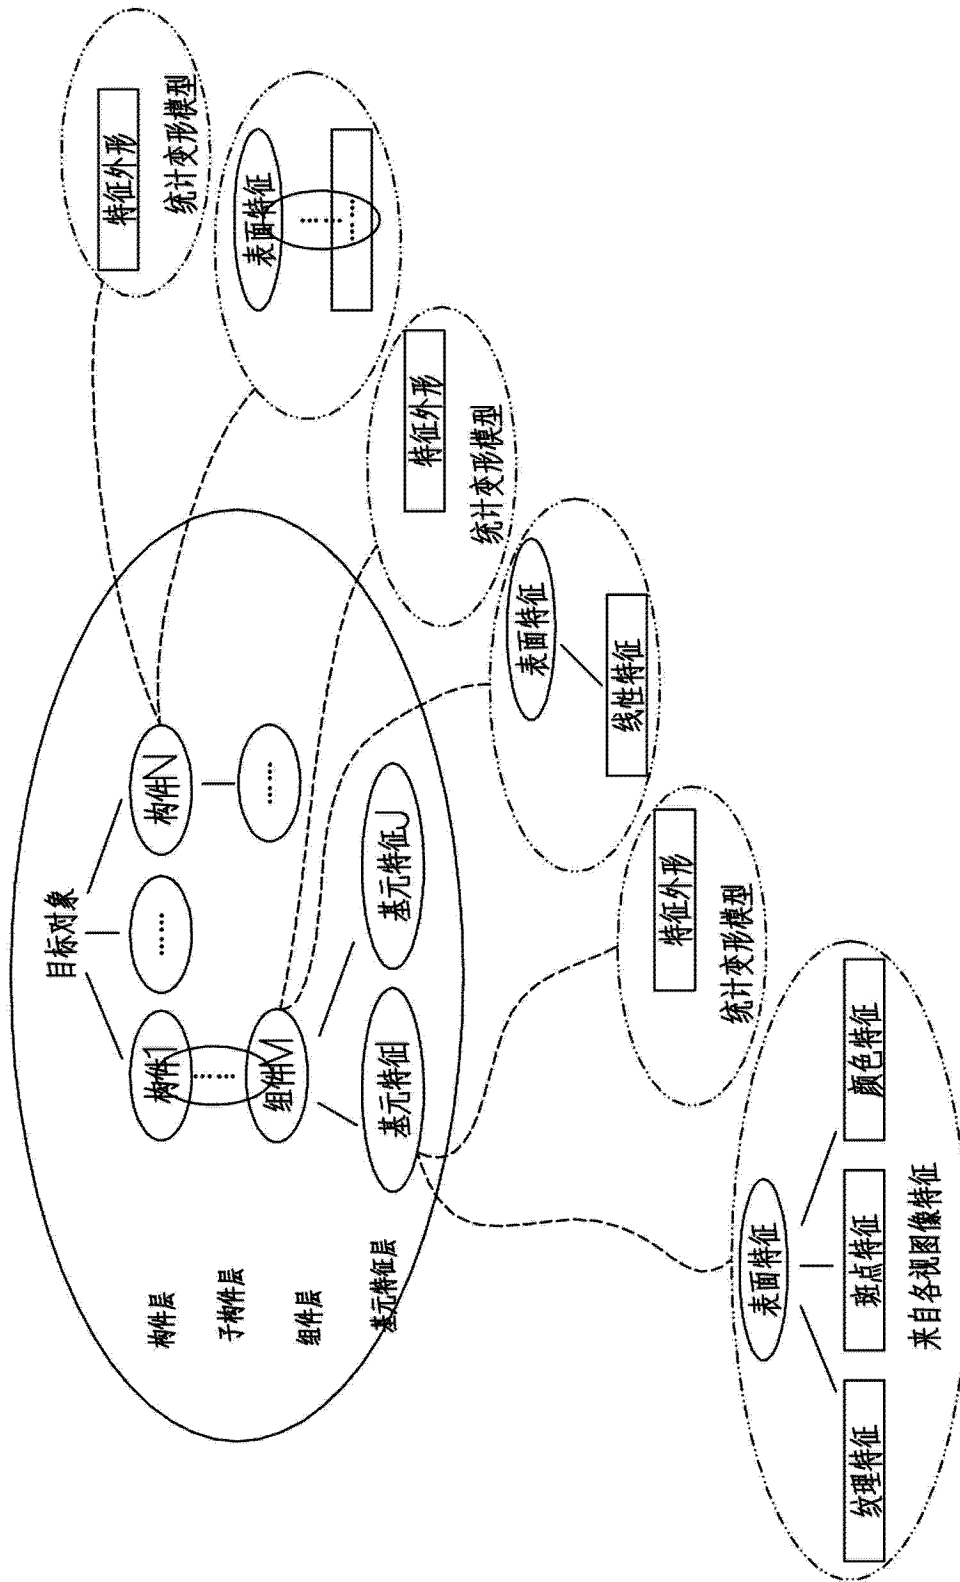 目标对象
构件层
构件1
……
构件N
子构件层
……
……
组件层
组件M
基元特征层
基元特征I
基元特征J
特征外形
统计变形模型
表面特征
……
……
特征外形
统计变形模型
表面特征
线性特征
特征外形
统计变形模型
表面特征
纹理特征
斑点特征
颜色特征
来自各视图像特征